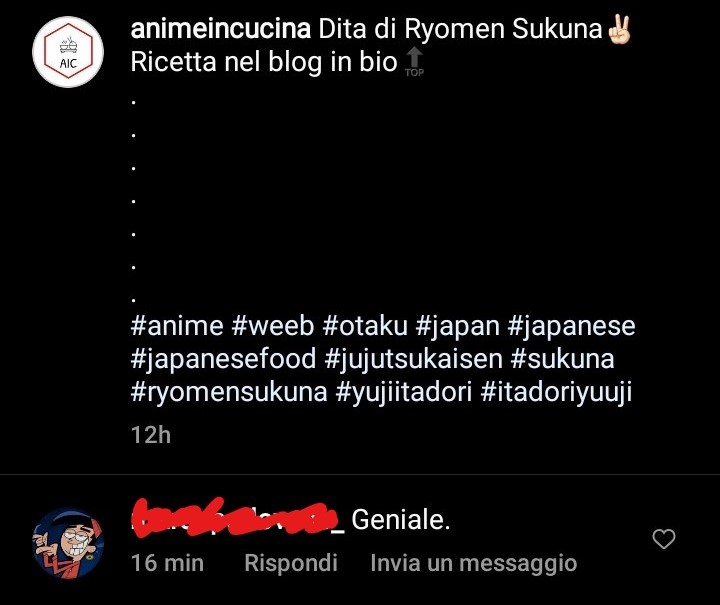 AIC
animeincucina Dita di Ryomen Sukuna✌🏻
Ricetta nel blog in bio🔝
.
.
.
.
.
.
.
#anime #weeb #otaku #japan #japanese
#japanesefood #jujutsukaisen #sukuna
#ryomensukuna #yujiitadori #itadoriyuuji
12h
_ Geniale.
16 min Rispondi Invia un messaggio